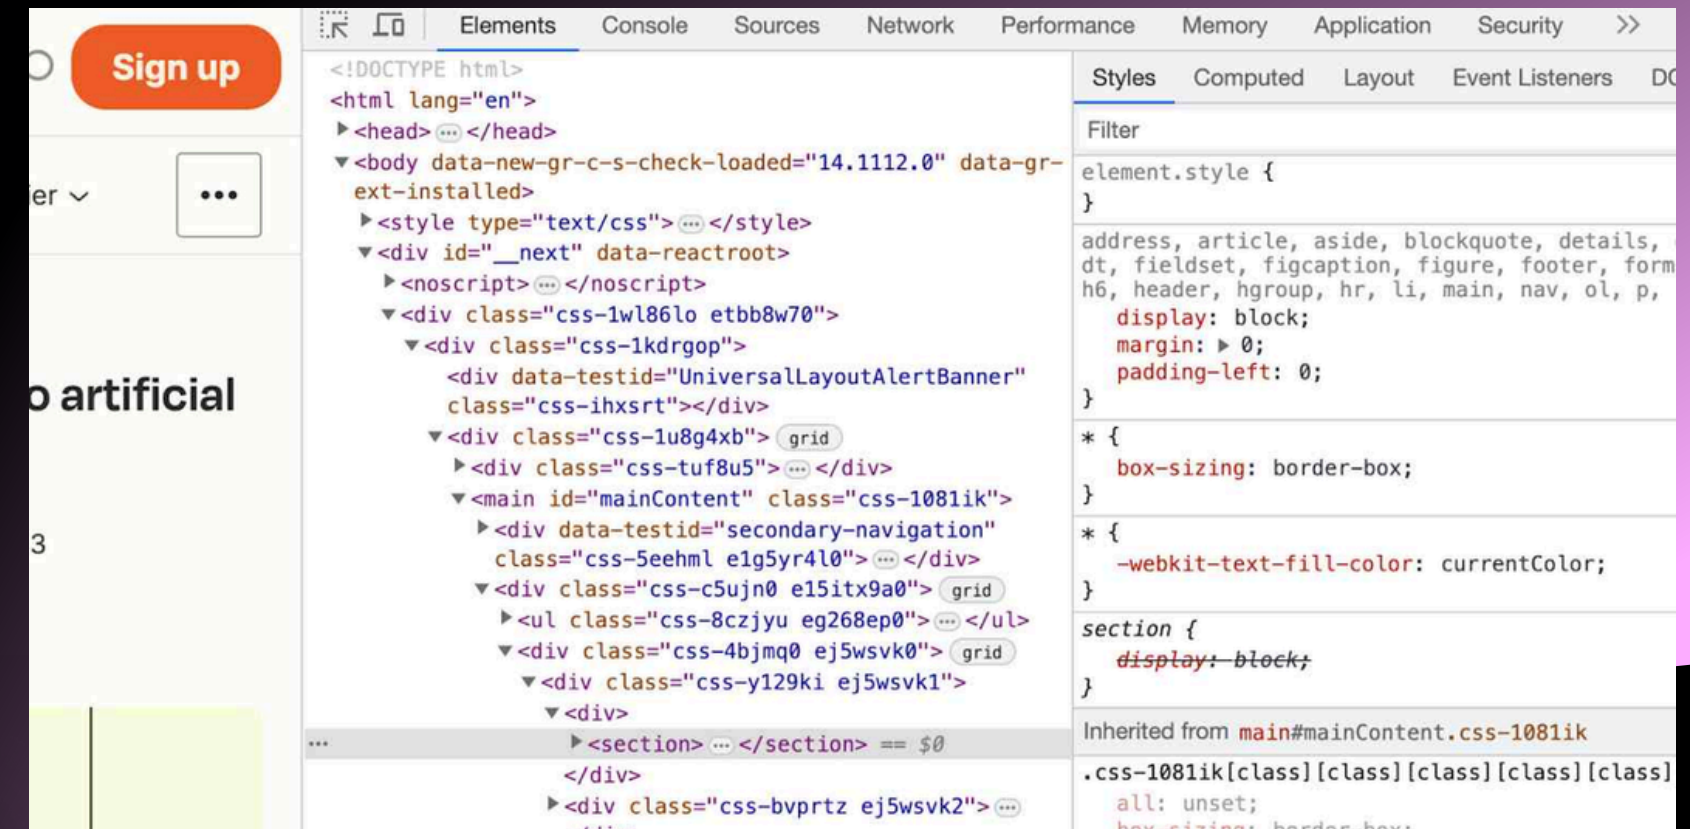 Sign up
er
o artificial
3
Elements Console Sources Network Performance Memory Application Security
<!DOCTYPE html>
<html lang="en">
<head> ⋯ </head>
<body data-new-gr-c-s-check-loaded="14.1112.0" data-gr-
ext-installed>
<style type="text/css"> ⋯ </style>
<div id="__next" data-reactroot>
<noscript> ⋯ </noscript>
<div class="css-1wl86lo etbb8w70">
<div class="css-1kdrgop">
<div data-testid="UniversalLayoutAlertBanner"
class="css-ihxsrt"></div>
<div class="css-1u8g4xb"> grid
<div class="css-tuf8u5"> ⋯ </div>
<main id="mainContent" class="css-1081ik">
<div data-testid="secondary-navigation"
class="css-5eehml e1g5yr4l0"> ⋯ </div>
<div class="css-c5ujn0 e15itx9a0"> grid
<ul class="css-8czjyu eg268ep0"> ⋯ </ul>
<div class="css-4bjmq0 ej5wsvk0"> grid
<div class="css-y129ki ej5wsvk1">
<div>
<section> ⋯ </section> == $0
</div>
<div class="css-bvprtz ej5wsvk2"> ⋯
Styles Computed Layout Event Listeners
Filter
element.style {
}
address, article, aside, blockquote, details,
dt, fieldset, figcaption, figure, footer, form
h6, header, hgroup, hr, li, main, nav, ol, p,
display: block;
margin: 0;
padding-left: 0;
}
* {
box-sizing: border-box;
}
* {
-webkit-text-fill-color: currentColor;
}
section {
display: block;
}
Inherited from main#mainContent.css-1081ik
.css-1081ik[class][class][class][class][class]
all: unset;
box-sizing: border-box;